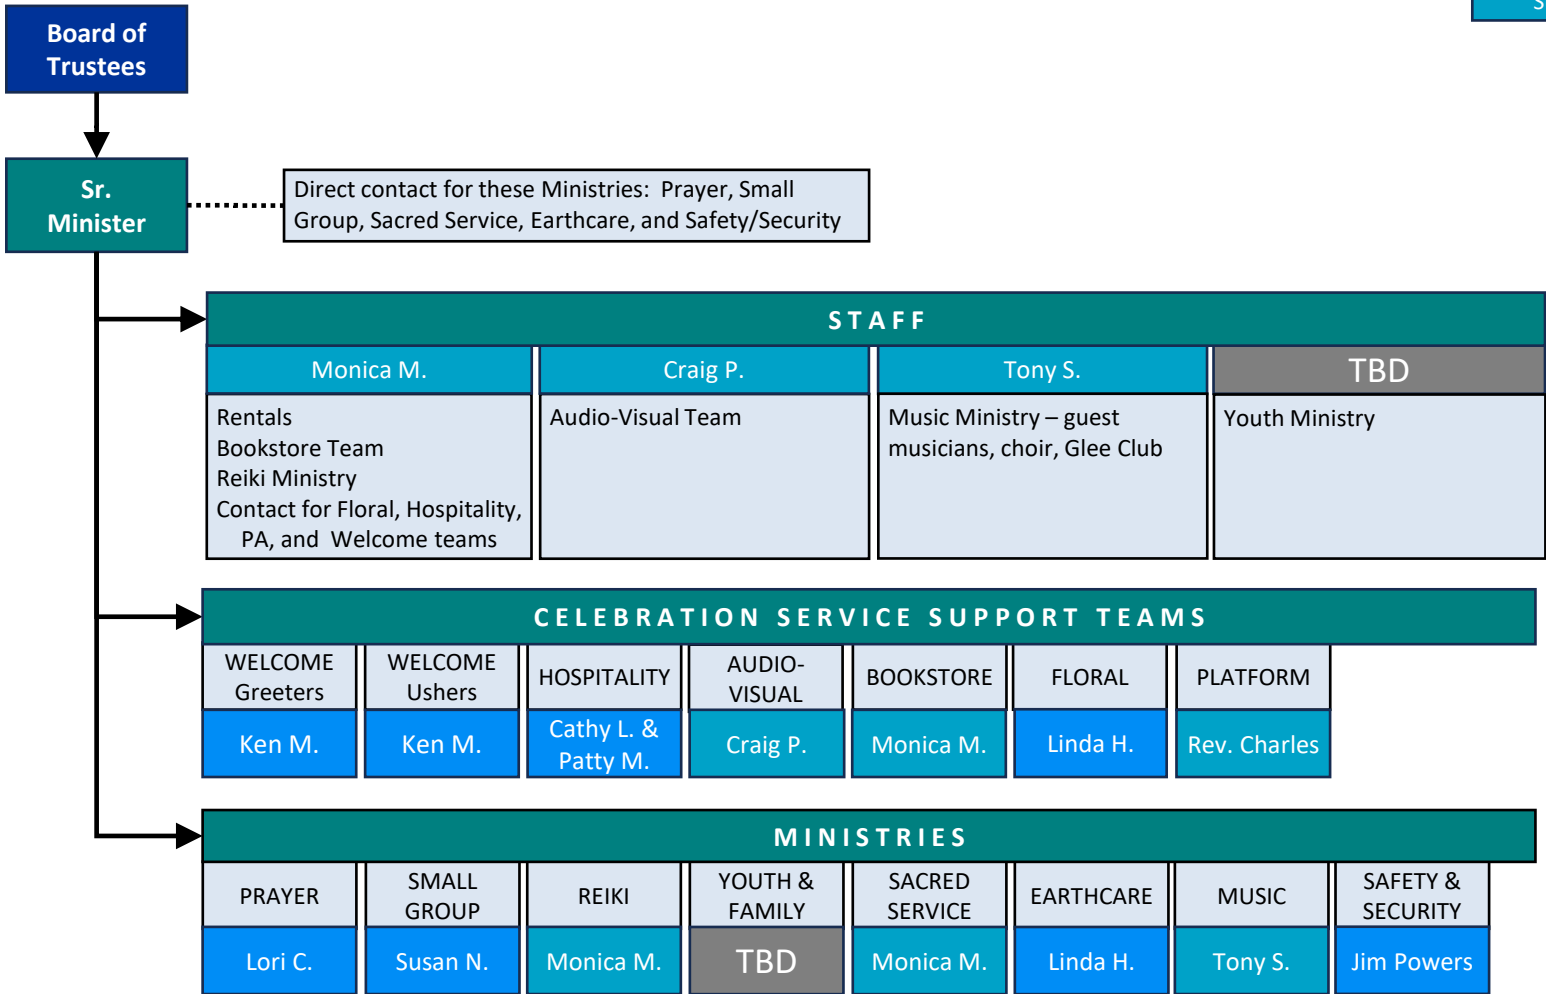 Board of
Trustees
Sr.
Minister
Direct contact for these Ministries:  Prayer, Small
Group, Sacred Service, Earthcare, and Safety/Security
STAFF
Monica M.
Craig P.
Tony S.
TBD
Rentals
Bookstore Team
Reiki Ministry
Contact for Floral, Hospitality,
PA, and  Welcome teams
Audio-Visual Team
Music Ministry – guest
musicians, choir, Glee Club
Youth Ministry
CELEBRATION SERVICE SUPPORT TEAMS
WELCOME
Greeters
WELCOME
Ushers
HOSPITALITY
AUDIO-
VISUAL
BOOKSTORE
FLORAL
PLATFORM
Ken M.
Ken M.
Cathy L. &
Patty M.
Craig P.
Monica M.
Linda H.
Rev. Charles
MINISTRIES
PRAYER
SMALL
GROUP
REIKI
YOUTH &
FAMILY
SACRED
SERVICE
EARTHCARE
MUSIC
SAFETY &
SECURITY
Lori C.
Susan N.
Monica M.
TBD
Monica M.
Linda H.
Tony S.
Jim Powers